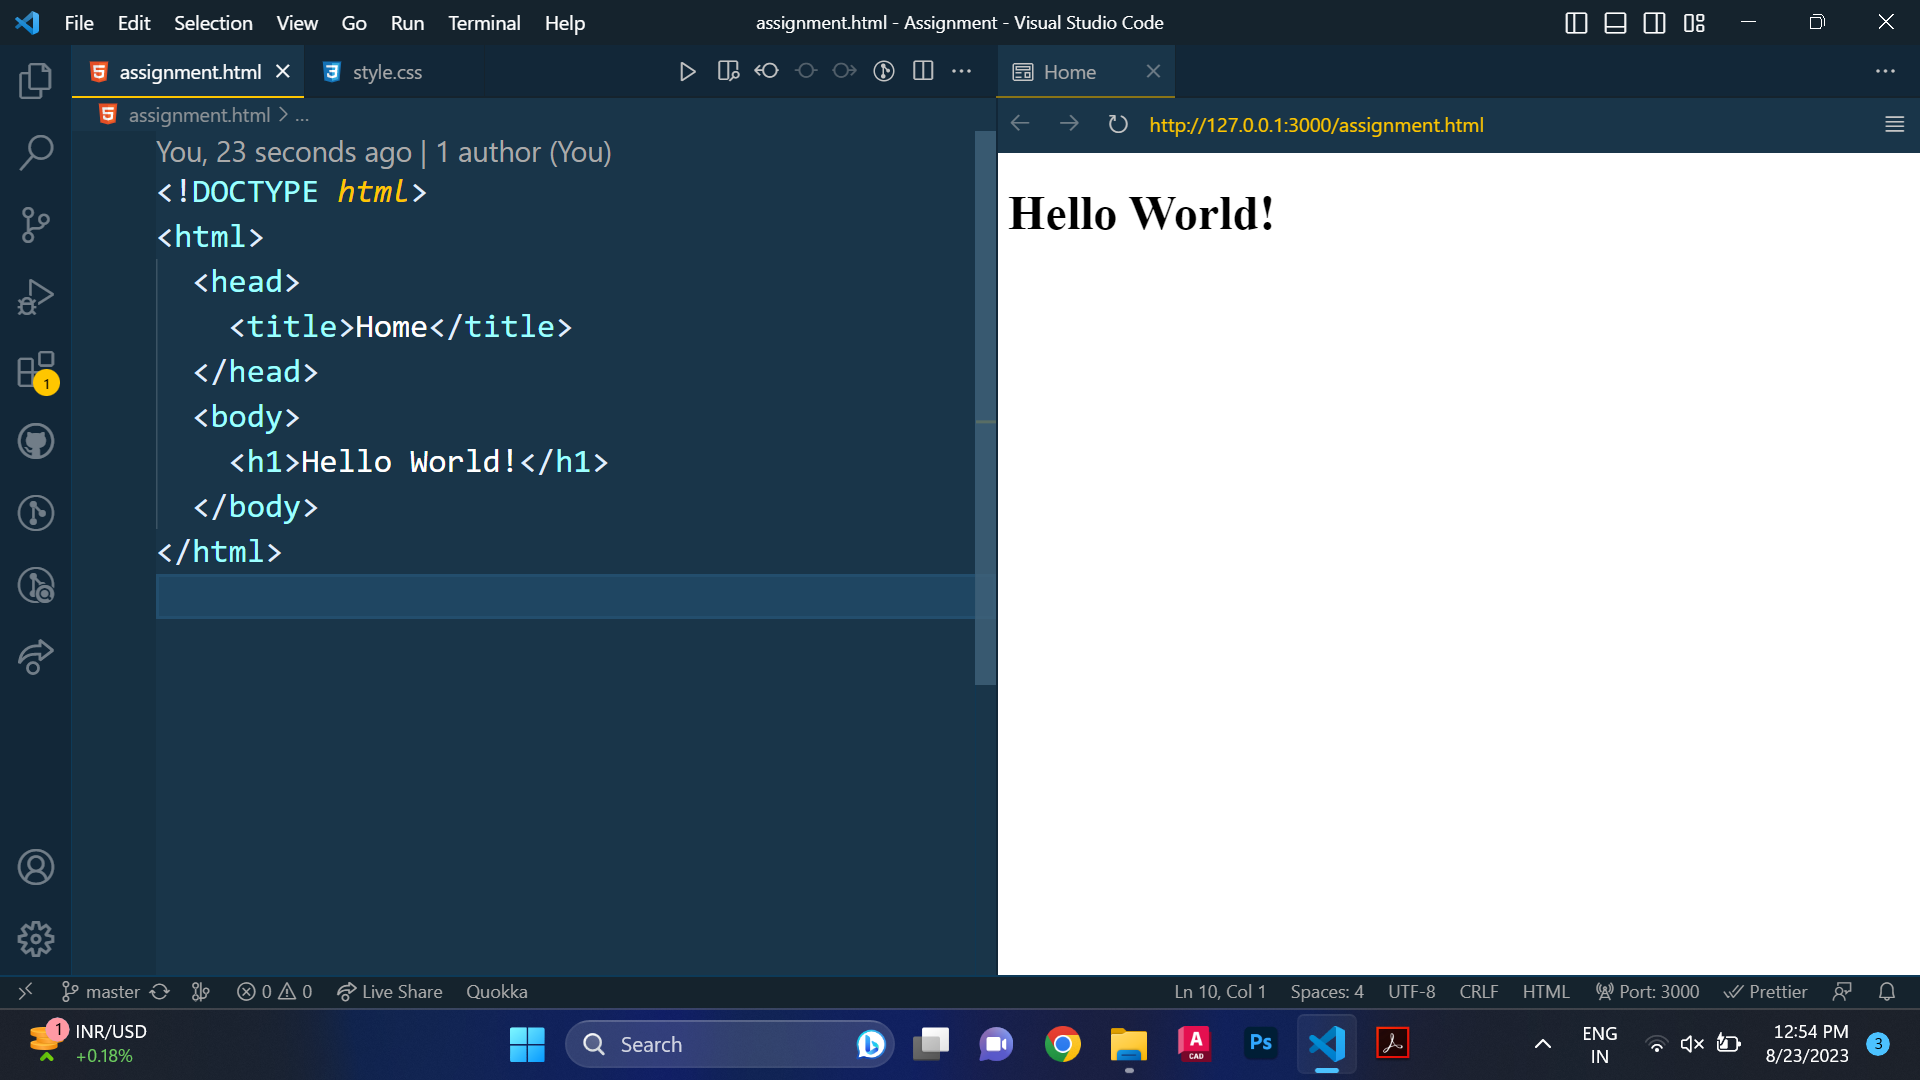 File Edit Selection View Go Run Terminal Help
assignment.html - Assignment - Visual Studio Code
assignment.html
style.css
Home
assignment.html > ...
http://127.0.0.1:3000/assignment.html
You, 23 seconds ago | 1 author (You)
<!DOCTYPE html>
<html>
<head>
<title>Home</title>
</head>
<body>
<h1>Hello World!</h1>
</body>
</html>
Hello World!
1
master
0 0
Live Share
Quokka
Ln 10, Col 1
Spaces: 4
UTF-8
CRLF
HTML
Port: 3000
Prettier
1
INR/USD
+0.18%
Search
A
CAD
Ps
ENG
IN
12:54 PM
8/23/2023
3